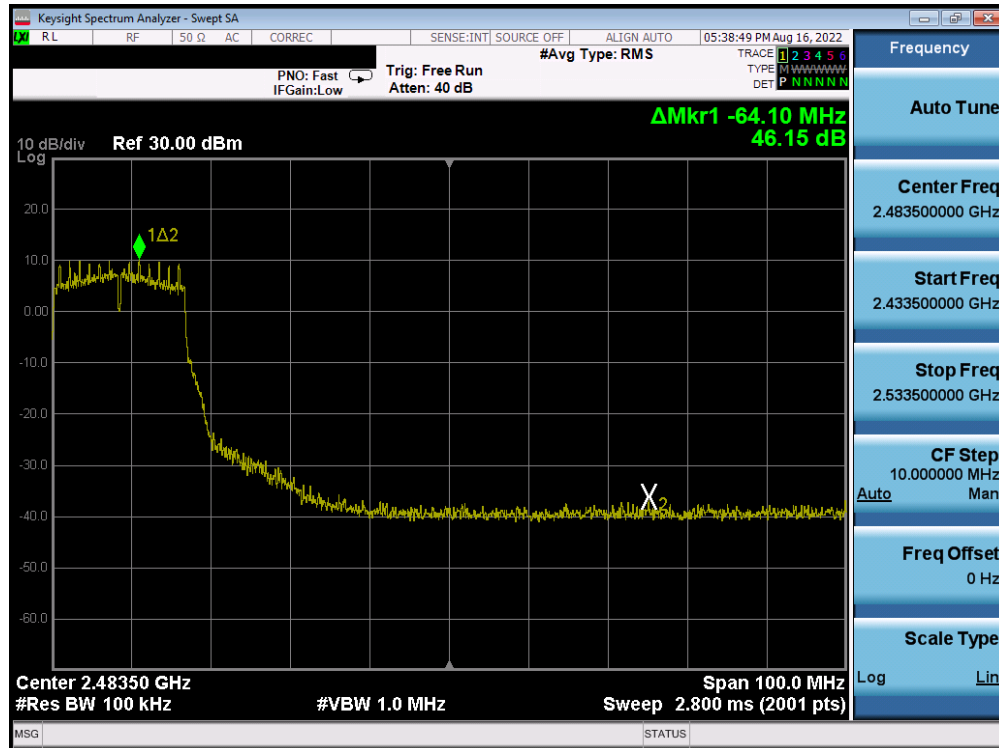 Keysight Spectrum Analyzer - Swept SA
LXI RL RF 50 Ω AC CORREC SENSE:INT SOURCE OFF ALIGN AUTO 05:38:49 PM Aug 16, 2022
#Avg Type: RMS
TRACE 1 2 3 4 5 6
TYPE M WWWWW
DET P N N N N N
PNO: Fast
IFGain:Low
Trig: Free Run
Atten: 40 dB
ΔMkr1 -64.10 MHz
46.15 dB
10 dB/div Ref 30.00 dBm
Log
20.0
10.0
0.00
-10.0
-20.0
-30.0
-40.0
-50.0
-60.0
1Δ2
X2
Center 2.48350 GHz
Span 100.0 MHz
#Res BW 100 kHz
#VBW 1.0 MHz
Sweep 2.800 ms (2001 pts)
MSG
STATUS
Frequency
Auto Tune
Center Freq
2.483500000 GHz
Start Freq
2.433500000 GHz
Stop Freq
2.533500000 GHz
CF Step
10.000000 MHz
Auto Man
Freq Offset
0 Hz
Scale Type
Log Lin